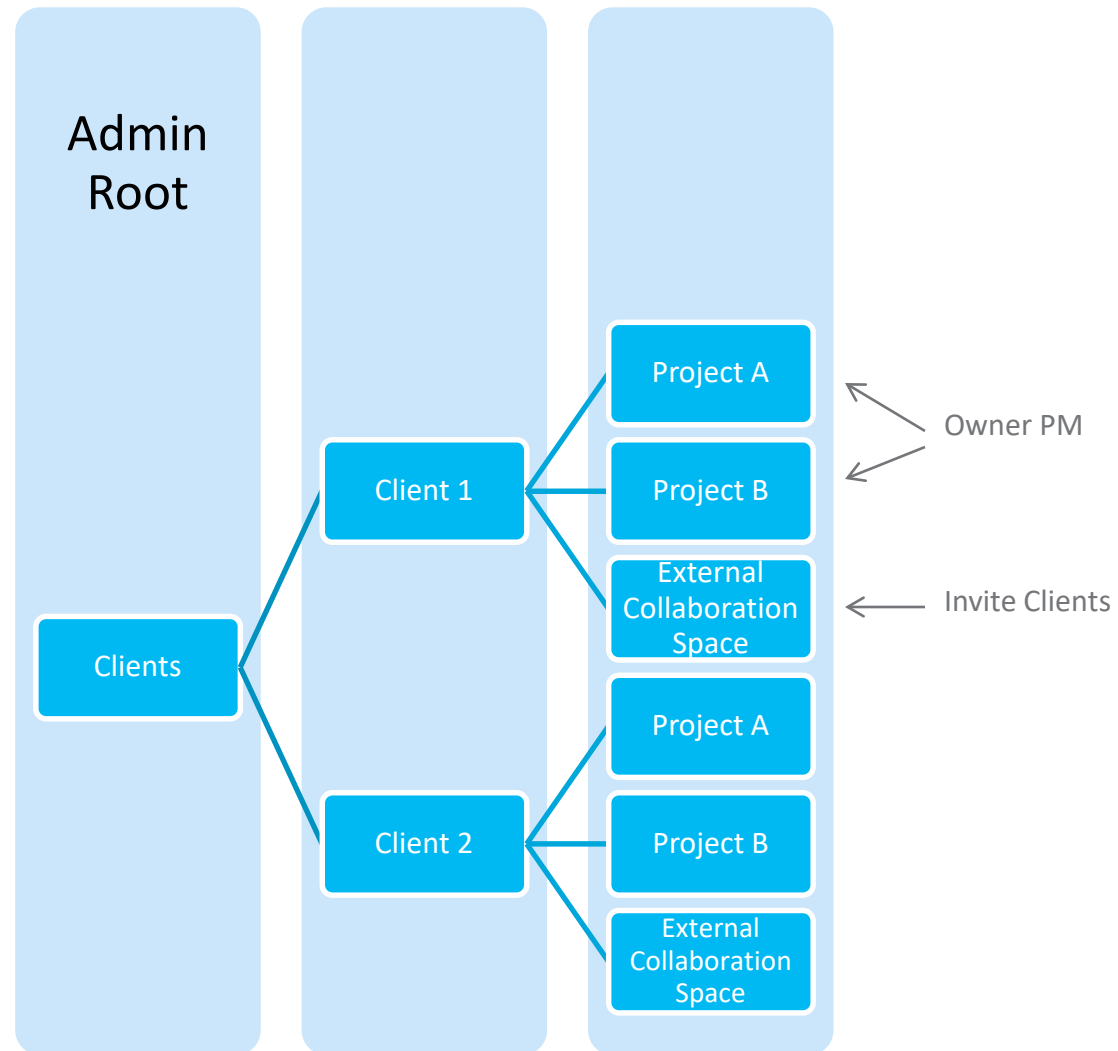 Admin
Root
Project A
Owner PM
Client 1
Project B
External
Collaboration
Space
Invite Clients
Clients
Project A
Client 2
Project B
External
Collaboration
Space